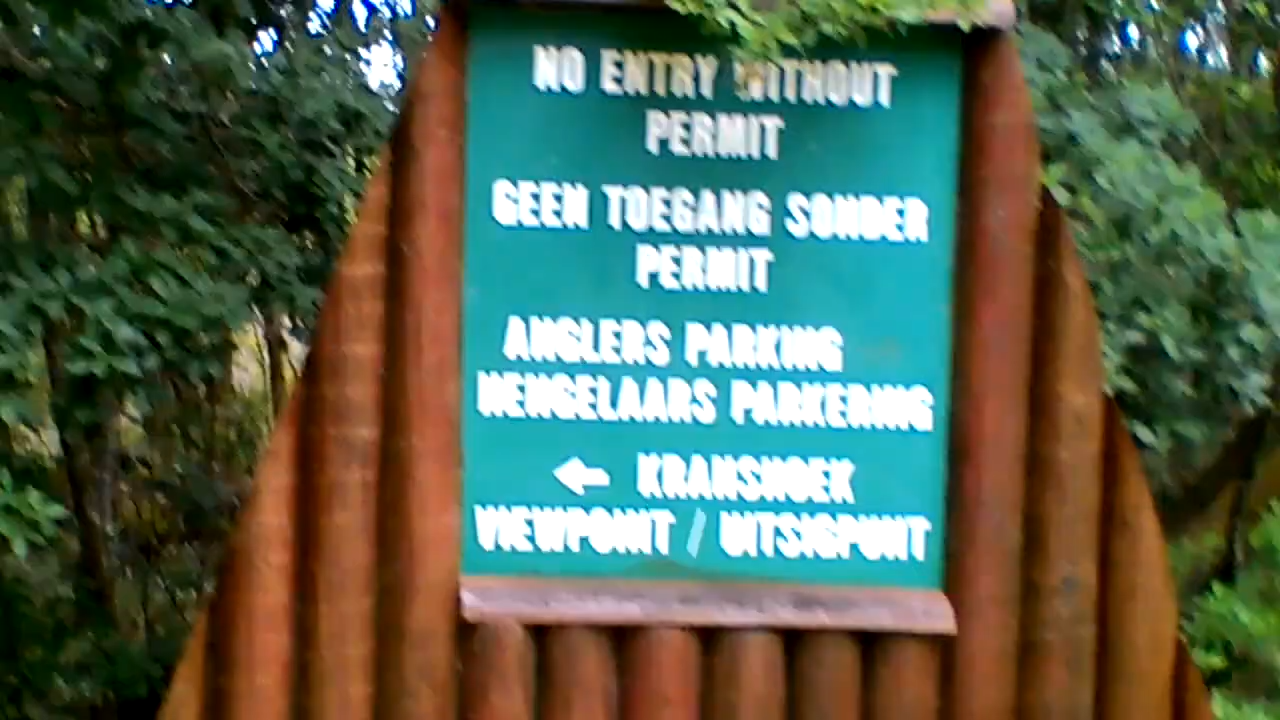 NO ENTRY WITHOUT
PERMIT
GEEN TOEGANG SONDER
PERMIT
ANGLERS PARKING
HENGELAARS PARKERING
← KRANSHOEK
VIEWPOINT / UITSIGPUNT